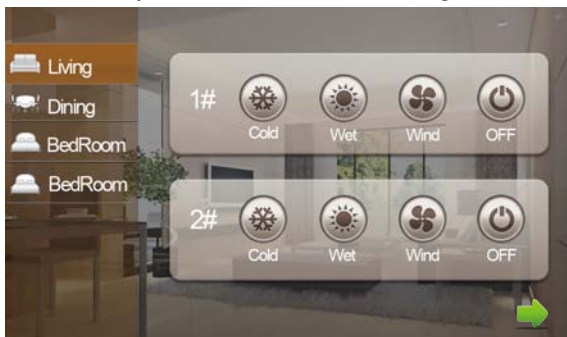 Living
Dining
BedRoom
BedRoom
1#
Cold Wet Wind OFF
2#
Cold Wet Wind OFF